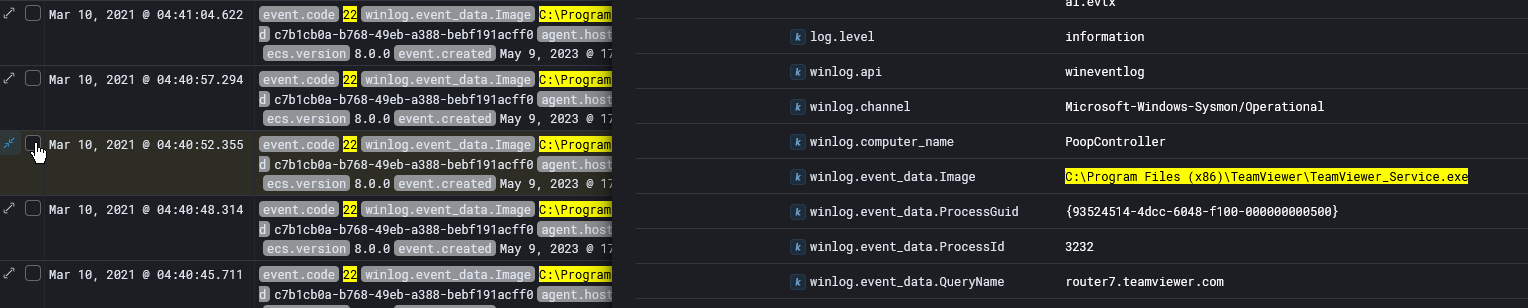 Mar 10, 2021 @ 04:41:04.622 event.code 22 winlog.event_data.Image C:\Program
d c7b1cb0a-b768-49eb-a388-bebf191acff0 agent.host
ecs.version 8.0.0 event.created May 9, 2023 @ 17
Mar 10, 2021 @ 04:40:57.294 event.code 22 winlog.event_data.Image C:\Program
d c7b1cb0a-b768-49eb-a388-bebf191acff0 agent.host
ecs.version 8.0.0 event.created May 9, 2023 @ 17
Mar 10, 2021 @ 04:40:52.355 event.code 22 winlog.event_data.Image C:\Program
d c7b1cb0a-b768-49eb-a388-bebf191acff0 agent.host
ecs.version 8.0.0 event.created May 9, 2023 @ 17
Mar 10, 2021 @ 04:40:48.314 event.code 22 winlog.event_data.Image C:\Program
d c7b1cb0a-b768-49eb-a388-bebf191acff0 agent.host
ecs.version 8.0.0 event.created May 9, 2023 @ 17
Mar 10, 2021 @ 04:40:45.711 event.code 22 winlog.event_data.Image C:\Program
d c7b1cb0a-b768-49eb-a388-bebf191acff0 agent.host
al.evtx
k log.level information
k winlog.api wineventlog
k winlog.channel Microsoft-Windows-Sysmon/Operational
k winlog.computer_name PoopController
k winlog.event_data.Image C:\Program Files (x86)\TeamViewer\TeamViewer_Service.exe
k winlog.event_data.ProcessGuid {93524514-4dcc-6048-f100-000000000500}
k winlog.event_data.ProcessId 3232
k winlog.event_data.QueryName router7.teamviewer.com